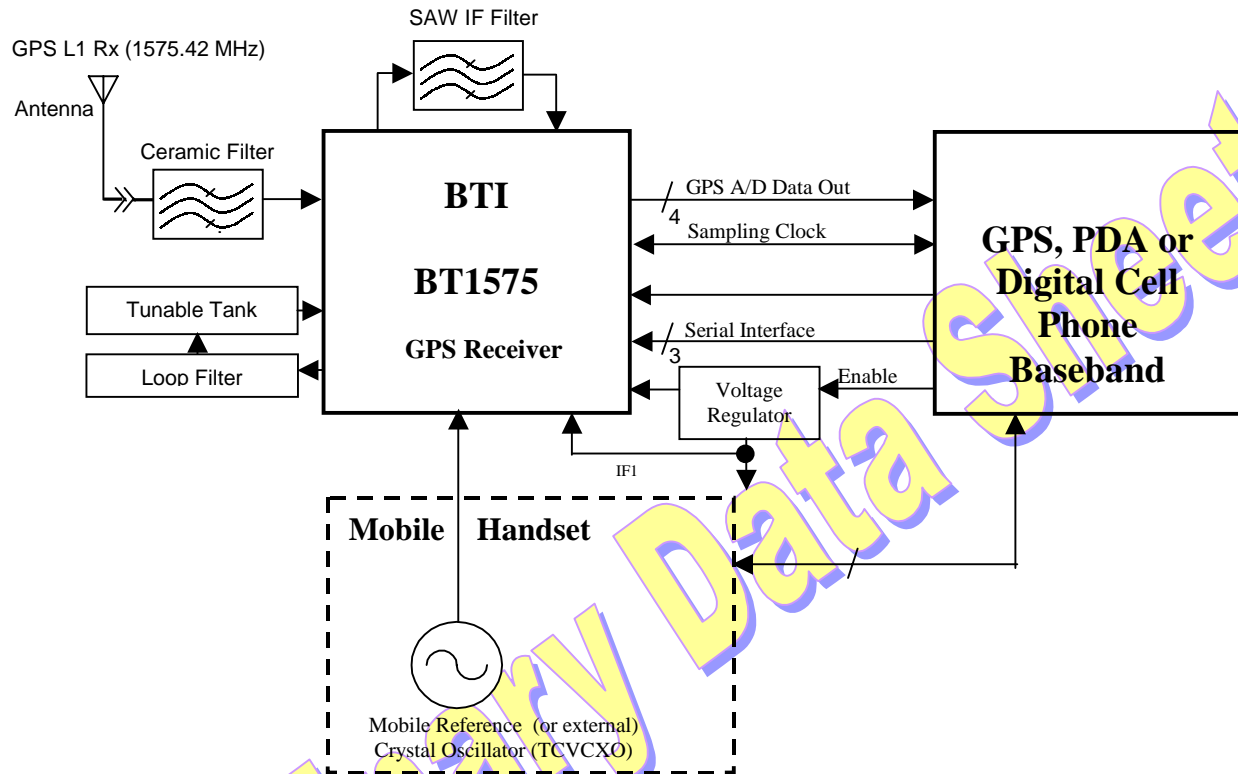 SAW IF Filter
GPS L1 Rx (1575.42 MHz)
Antenna
Ceramic Filter
BTI
BT1575
GPS Receiver
GPS A/D Data Out
4
Sampling Clock
Serial Interface
3
GPS, PDA or
Digital Cell
Phone
Baseband
Tunable Tank
Loop Filter
Voltage
Regulator
Enable
IF1
Mobile Handset
Mobile Reference (or external)
Crystal Oscillator (TCVCXO)
ary Data Sheet